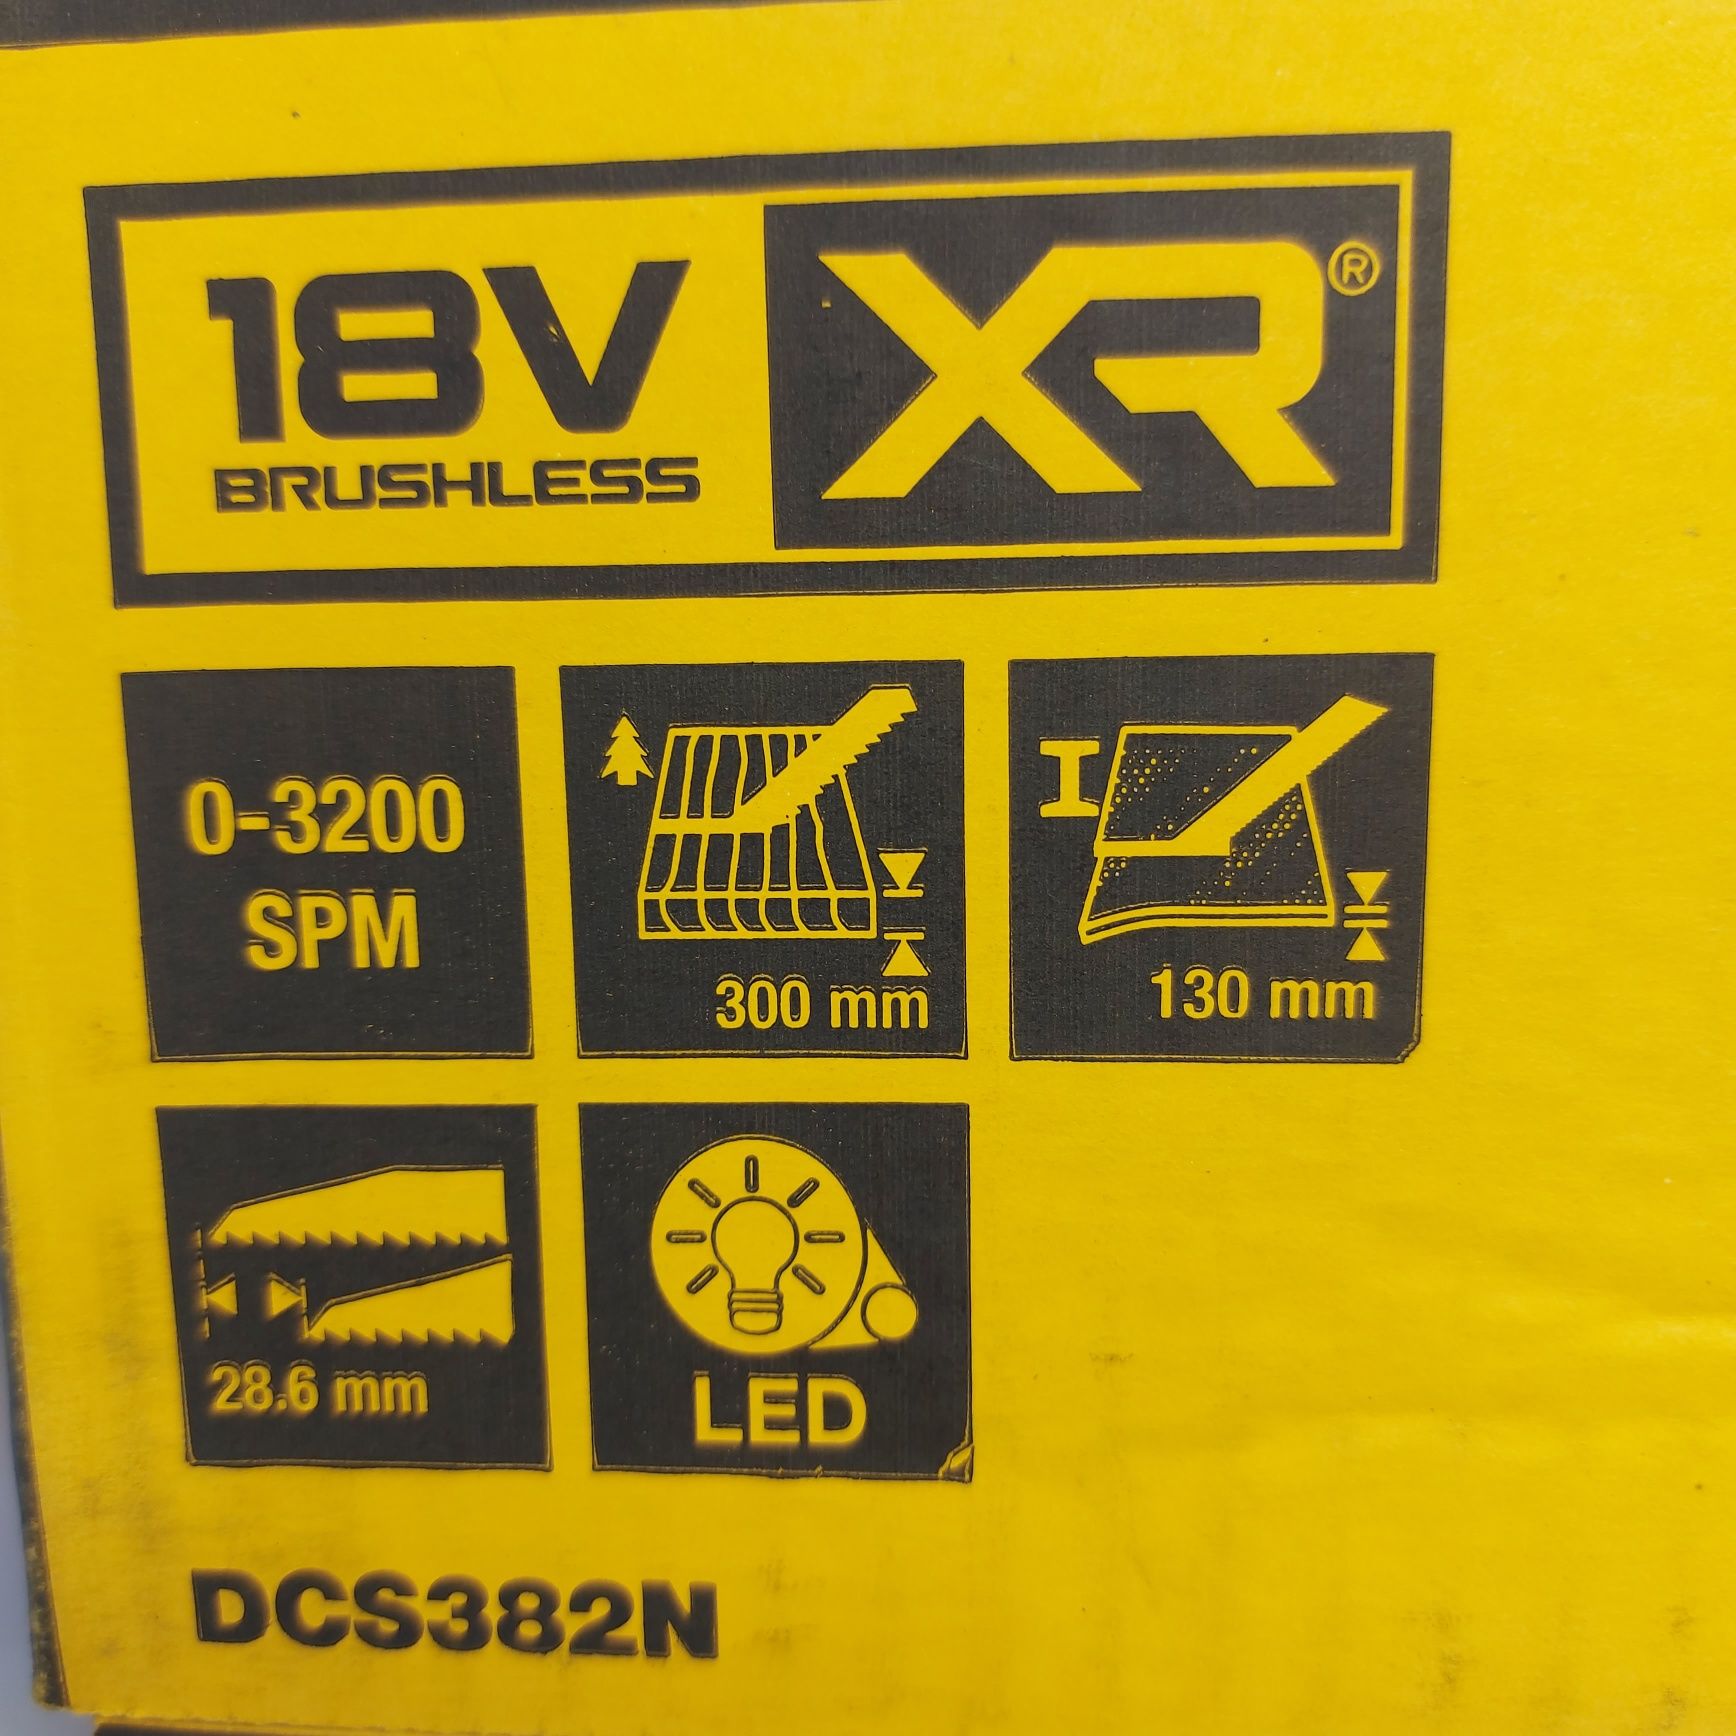 18V XR®
BRUSHLESS
0-3200
SPM
300 mm
130 mm
28.6 mm
LED
DCS382N